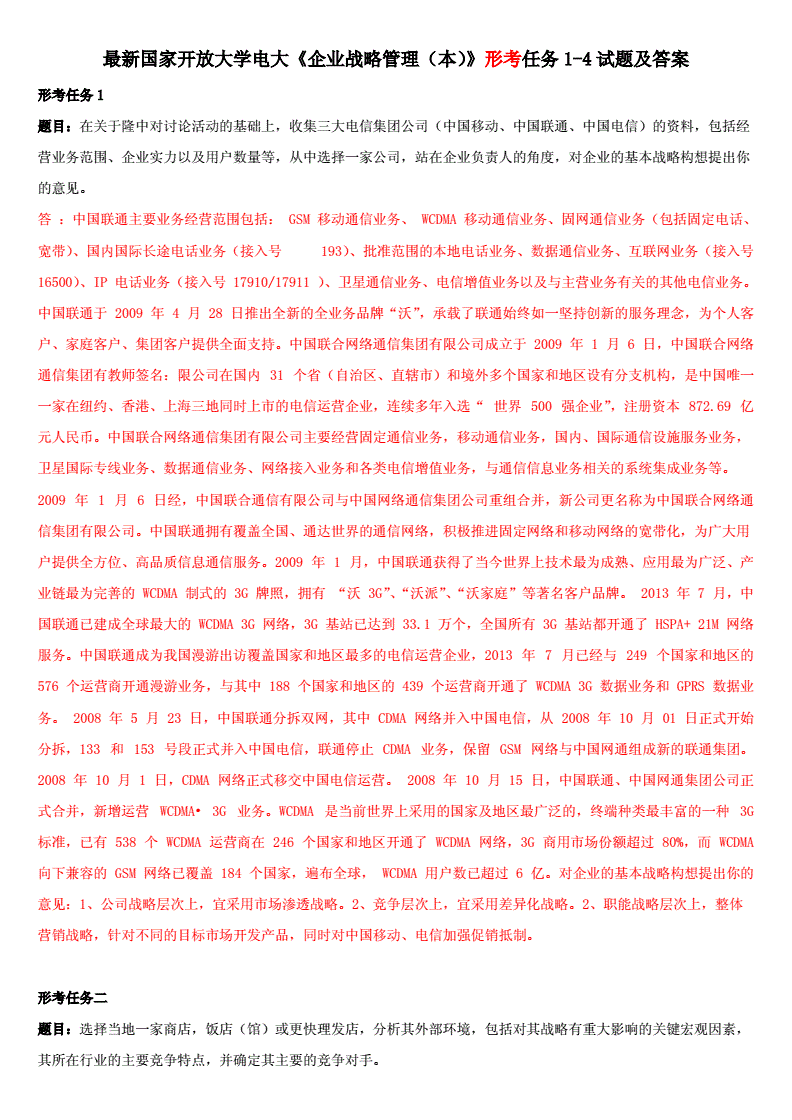 最新国家开放大学电大《企业战略管理（本）》形考任务1-4试题及答案
形考任务1
题目：在关于隆中对讨论活动的基础上，收集三大电信集团公司（中国移动、中国联通、中国电信）的资料，包括经
营业务范围、企业实力以及用户数量等，从中选择一家公司，站在企业负责人的角度，对企业的基本战略构想提出你
的意见。
答 ：中国联通主要业务经营范围包括： GSM 移动通信业务、 WCDMA 移动通信业务、固网通信业务（包括固定电话、
宽带）、国内国际长途电话业务（接入号 193）、批准范围的本地电话业务、数据通信业务、互联网业务（接入号
16500）、IP 电话业务（接入号 17910/17911 ）、卫星通信业务、电信增值业务以及与主营业务有关的其他电信业务。
中国联通于 2009 年 4 月 28 日推出全新的全业务品牌“沃”，承载了联通始终如一坚持创新的服务理念，为个人客
户、家庭客户、集团客户提供全面支持。中国联合网络通信集团有限公司成立于 2009 年 1 月 6 日，中国联合网络
通信集团有教师签名：限公司在国内 31 个省（自治区、直辖市）和境外多个国家和地区设有分支机构，是中国唯一
一家在纽约、香港、上海三地同时上市的电信运营企业，连续多年入选“ 世界 500 强企业”，注册资本 872.69 亿
元人民币。中国联合网络通信集团有限公司主要经营固定通信业务，移动通信业务，国内、国际通信设施服务业务，
卫星国际专线业务、数据通信业务、网络接入业务和各类电信增值业务，与通信信息业务相关的系统集成业务等。
2009 年 1 月 6 日经，中国联合通信有限公司与中国网络通信集团公司重组合并，新公司更名称为中国联合网络通
信集团有限公司。中国联通拥有覆盖全国、通达世界的通信网络，积极推进固定网络和移动网络的宽带化，为广大用
户提供全方位、高品质信息通信服务。2009 年 1 月，中国联通获得了当今世界上技术最为成熟、应用最为广泛、产
业链最为完善的 WCDMA 制式的 3G 牌照，拥有 “沃 3G”、“沃派”、“沃家庭”等著名客户品牌。 2013 年 7 月，中
国联通已建成全球最大的 WCDMA 3G 网络，3G 基站已达到 33.1 万个，全国所有 3G 基站都开通了 HSPA+ 21M 网络
服务。中国联通成为我国漫游出访覆盖国家和地区最多的电信运营企业，2013 年 7 月已经与 249 个国家和地区的
576 个运营商开通漫游业务，与其中 188 个国家和地区的 439 个运营商开通了 WCDMA 3G 数据业务和 GPRS 数据业
务。 2008 年 5 月 23 日，中国联通分拆双网，其中 CDMA 网络并入中国电信，从 2008 年 10 月 01 日正式开始
分拆，133 和 153 号段正式并入中国电信，联通停止 CDMA 业务，保留 GSM 网络与中国网通组成新的联通集团。
2008 年 10 月 1 日，CDMA 网络正式移交中国电信运营。 2008 年 10 月 15 日，中国联通、中国网通集团公司正
式合并，新增运营 WCDMA• 3G 业务。WCDMA 是当前世界上采用的国家及地区最广泛的，终端种类最丰富的一种 3G
标准，已有 538 个 WCDMA 运营商在 246 个国家和地区开通了 WCDMA 网络，3G 商用市场份额超过 80%，而 WCDMA
向下兼容的 GSM 网络已覆盖 184 个国家，遍布全球， WCDMA 用户数已超过 6 亿。对企业的基本战略构想提出你的
意见：1、公司战略层次上，宜采用市场渗透战略。2、竞争层次上，宜采用差异化战略。2、职能战略层次上，整体
营销战略，针对不同的目标市场开发产品，同时对中国移动、电信加强促销抵制。
形考任务二
题目：选择当地一家商店，饭店（馆）或更快理发店，分析其外部环境，包括对其战略有重大影响的关键宏观因素，
其所在行业的主要竞争特点，并确定其主要的竞争对手。